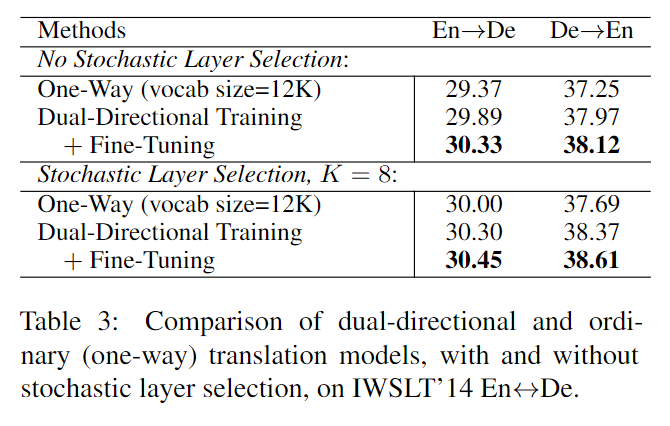 Methods En→De De→En
No Stochastic Layer Selection:
One-Way (vocab size=12K) 29.37 37.25
Dual-Directional Training 29.89 37.97
+ Fine-Tuning 30.33 38.12
Stochastic Layer Selection, K = 8:
One-Way (vocab size=12K) 30.00 37.69
Dual-Directional Training 30.30 38.37
+ Fine-Tuning 30.45 38.61
Table 3: Comparison of dual-directional and ordi-
nary (one-way) translation models, with and without
stochastic layer selection, on IWSLT’14 En↔De.